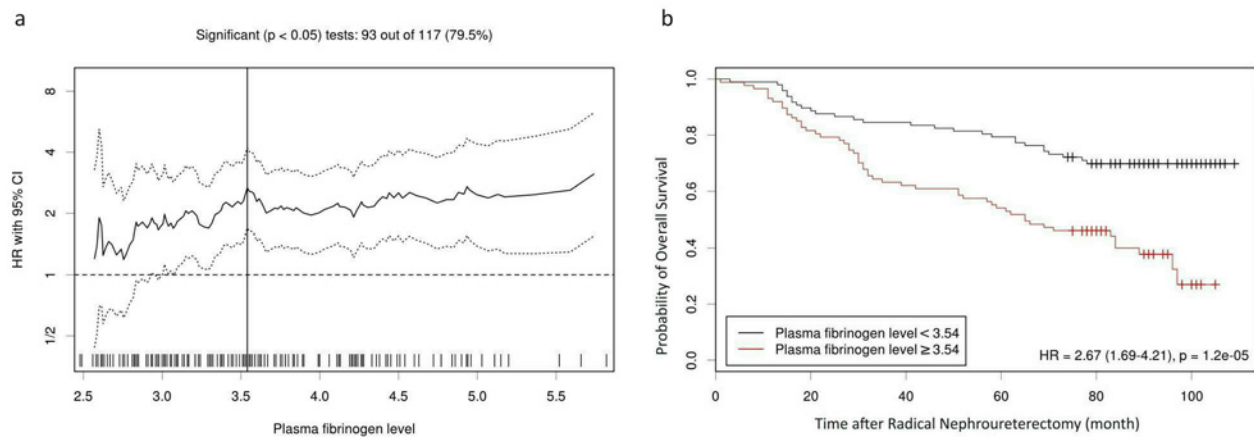 a
Significant (p < 0.05) tests: 93 out of 117 (79.5%)
HR with 95% CI
8
4
2
1
1/2
2.5 3.0 3.5 4.0 4.5 5.0 5.5
Plasma fibrinogen level
b
Probability of Overall Survival
1.0
0.8
0.6
0.4
0.2
0.0
Plasma fibrinogen level < 3.54
Plasma fibrinogen level ≥ 3.54
HR = 2.67 (1.69-4.21), p = 1.2e-05
0 20 40 60 80 100
Time after Radical Nephroureterectomy (month)